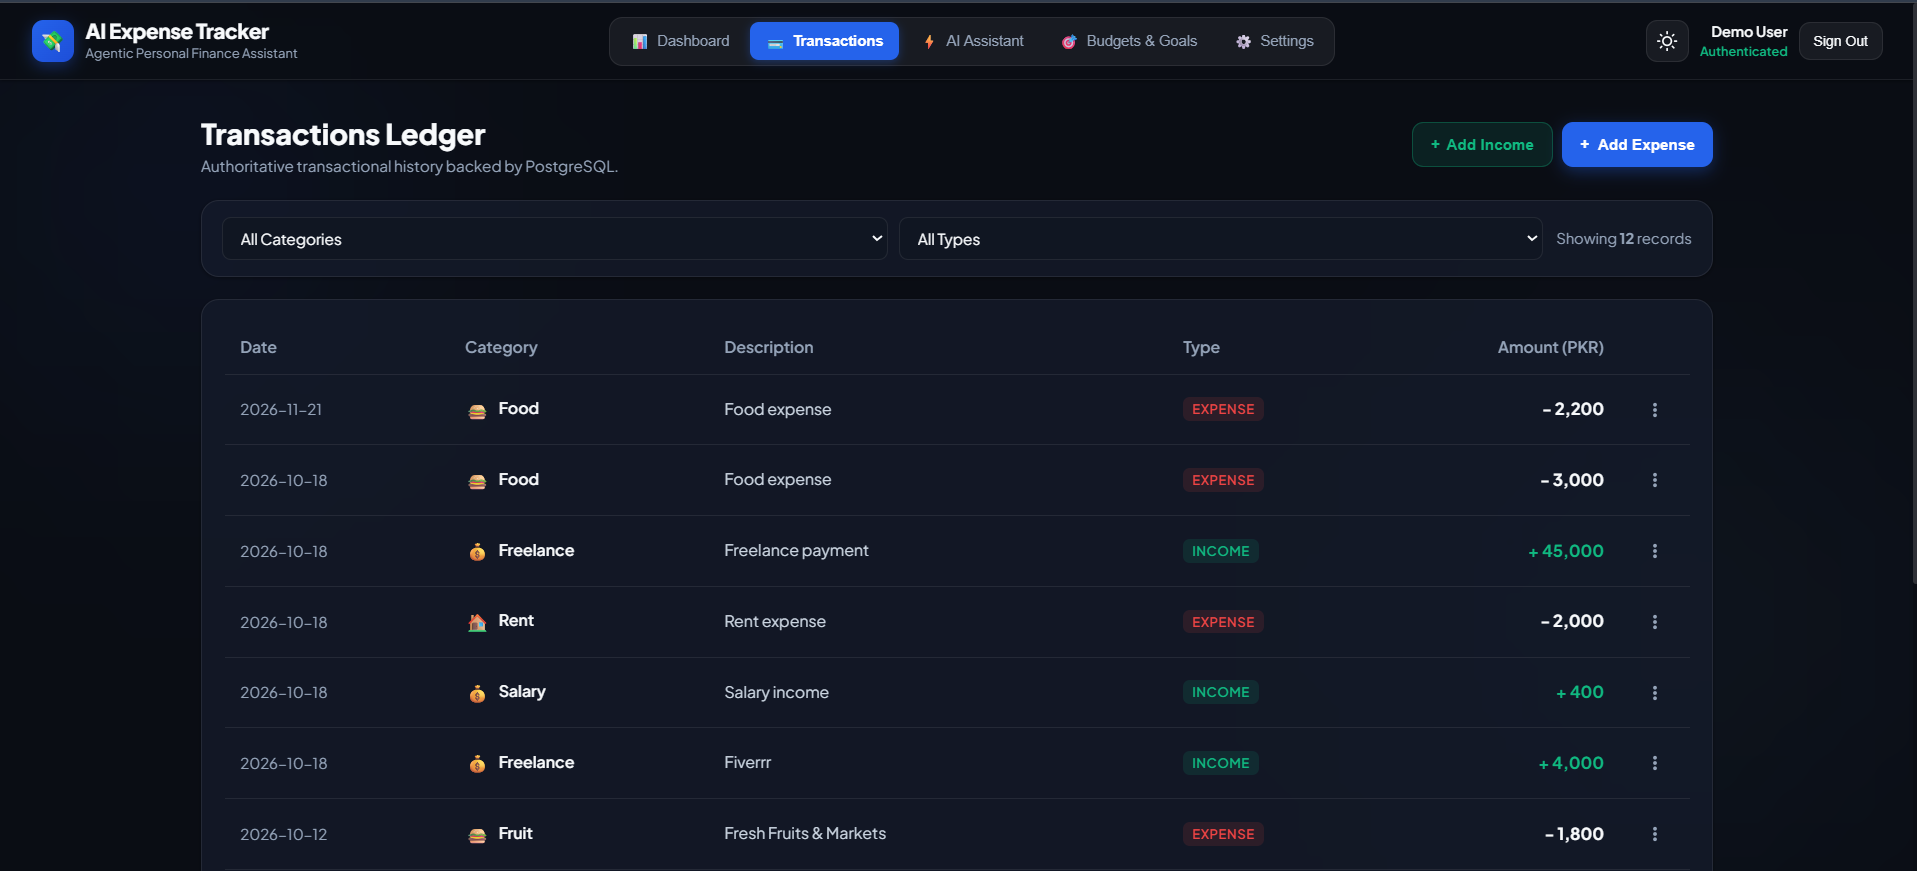 AI Expense Tracker
Agentic Personal Finance Assistant
Dashboard
Transactions
AI Assistant
Budgets & Goals
Settings
Demo User
Authenticated
Sign Out
Transactions Ledger
Authoritative transactional history backed by PostgreSQL.
+ Add Income
+ Add Expense
All Categories
All Types
Showing 12 records
Date Category Description Type Amount (PKR)
2026-11-21 Food Food expense EXPENSE - 2,200
2026-10-18 Food Food expense EXPENSE - 3,000
2026-10-18 Freelance Freelance payment INCOME + 45,000
2026-10-18 Rent Rent expense EXPENSE - 2,000
2026-10-18 Salary Salary income INCOME + 400
2026-10-18 Freelance Fiverrr INCOME + 4,000
2026-10-12 Fruit Fresh Fruits & Markets EXPENSE - 1,800